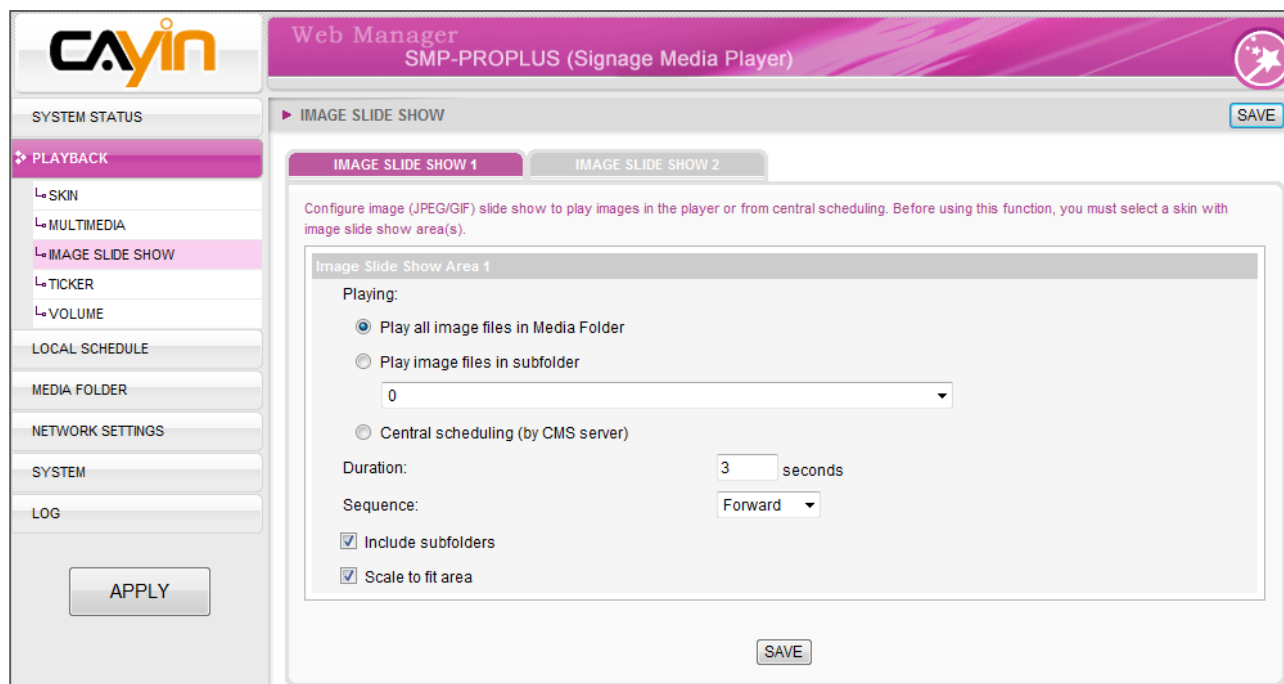 CAYIN
Web Manager
SMP-PROPLUS (Signage Media Player)
SYSTEM STATUS
PLAYBACK
SKIN
MULTIMEDIA
IMAGE SLIDE SHOW
TICKER
VOLUME
LOCAL SCHEDULE
MEDIA FOLDER
NETWORK SETTINGS
SYSTEM
LOG
APPLY
IMAGE SLIDE SHOW
SAVE
IMAGE SLIDE SHOW 1
IMAGE SLIDE SHOW 2
Configure image (JPEG/GIF) slide show to play images in the player or from central scheduling. Before using this function, you must select a skin with
image slide show area(s).
Image Slide Show Area 1
Playing:
Play all image files in Media Folder
Play image files in subfolder
0
Central scheduling (by CMS server)
Duration: 3 seconds
Sequence: Forward
Include subfolders
Scale to fit area
SAVE